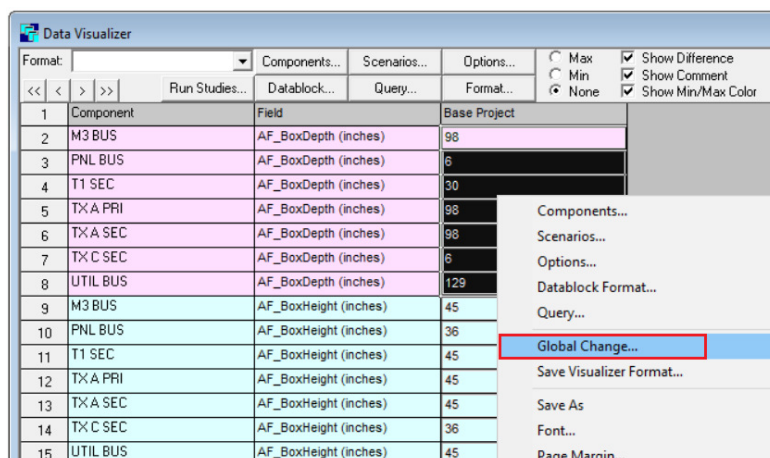 Data Visualizer
Format: Components... Scenarios... Options... Max Show Difference
Min Show Comment
<< < > >> Run Studies... Datablock... Query... Format... None Show Min/Max Color
1 Component Field Base Project
2 M3 BUS AF_BoxDepth (inches) 98
3 PNL BUS AF_BoxDepth (inches) 6
4 T1 SEC AF_BoxDepth (inches) 30
5 TX A PRI AF_BoxDepth (inches) 98 Components...
6 TX A SEC AF_BoxDepth (inches) 98 Scenarios...
7 TX C SEC AF_BoxDepth (inches) 6 Options...
8 UTIL BUS AF_BoxDepth (inches) 129 Datablock Format...
9 M3 BUS AF_BoxHeight (inches) 45 Query...
10 PNL BUS AF_BoxHeight (inches) 36 Global Change...
11 T1 SEC AF_BoxHeight (inches) 45 Save Visualizer Format...
12 TX A PRI AF_BoxHeight (inches) 45
13 TX A SEC AF_BoxHeight (inches) 45 Save As
14 TX C SEC AF_BoxHeight (inches) 36 Font...
15 UTIL BUS AF_BoxHeight (inches) 45 Page Margin...